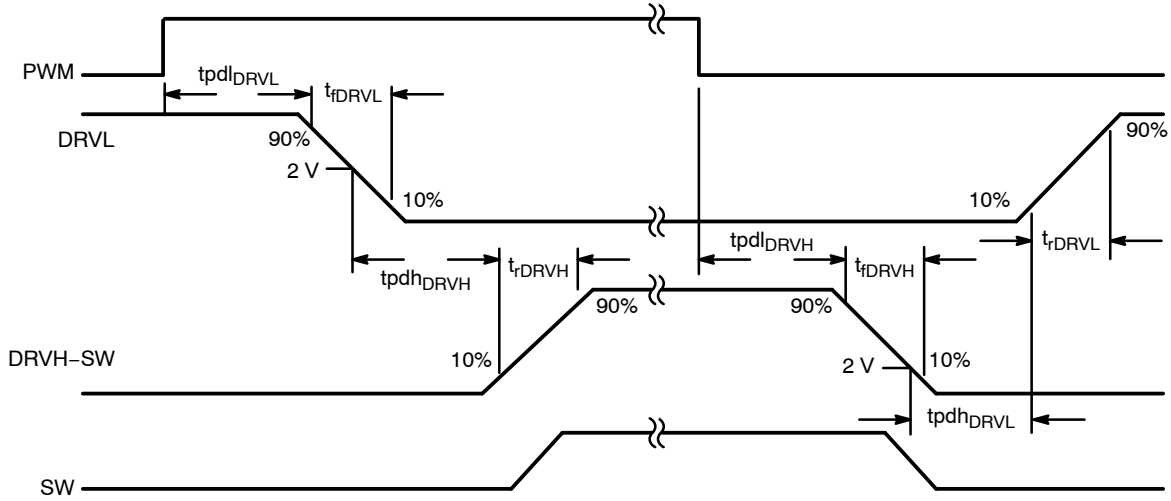 PWM
tpdlDRVL
tfDRVL
DRVL
90%
90%
2 V
10%
10%
tpdlDRVH
trDRVL
trDRVH
tfDRVH
tpdhDRVH
90%
90%
DRVH–SW
10%
2 V
10%
tpdhDRVL
SW